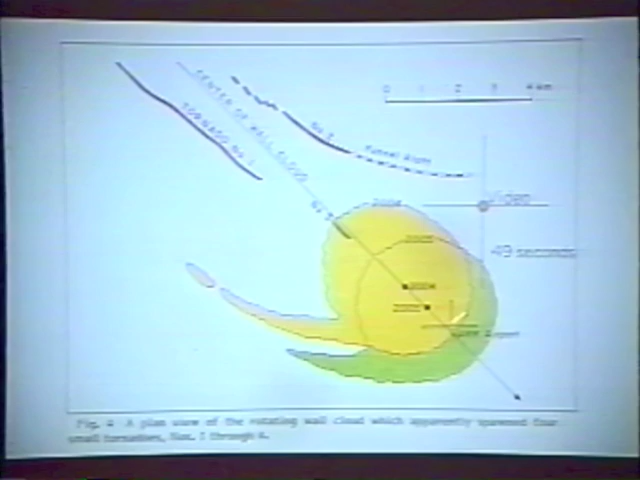 0 1 2 3 4 km
CENTER OF WALL CLOUD
TORNADO No. 1
No. 2
Funnel Aloft
Video
49 seconds
Fig. 4 A plan view of the rotating wall cloud which apparently spawned four
small tornadoes, Nos. 1 through 4.